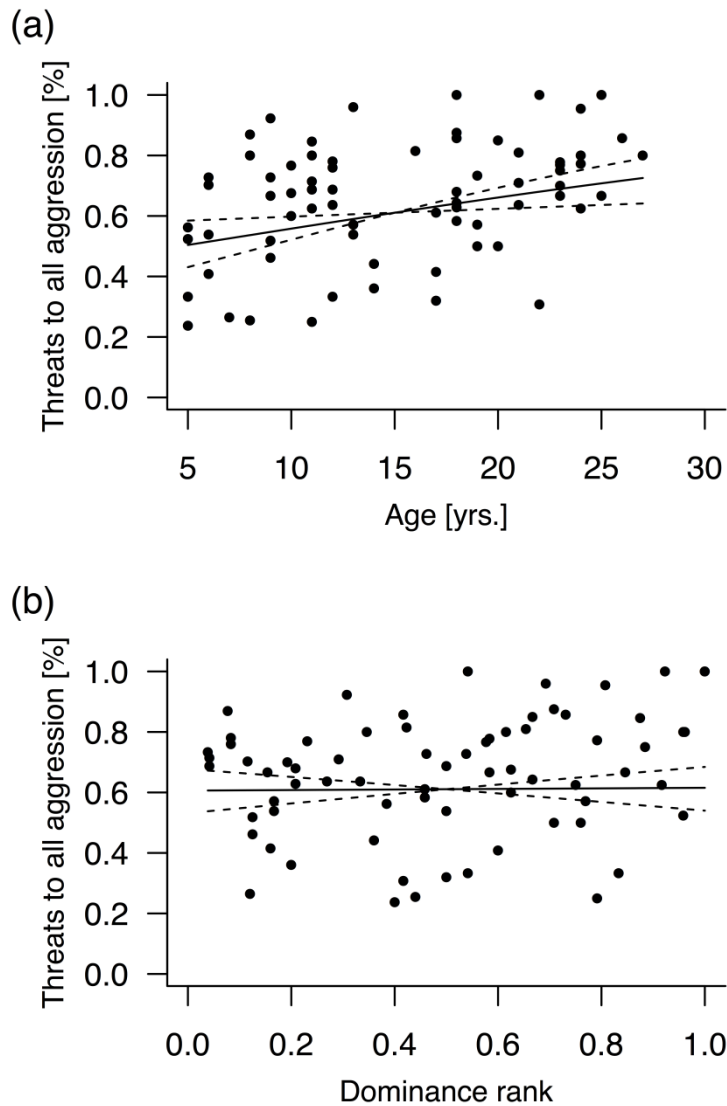 (a)
Threats to all aggression [%]
1.0
0.8
0.6
0.4
0.2
0.0
5 10 15 20 25 30
Age [yrs.]
(b)
Threats to all aggression [%]
1.0
0.8
0.6
0.4
0.2
0.0
0.0 0.2 0.4 0.6 0.8 1.0
Dominance rank